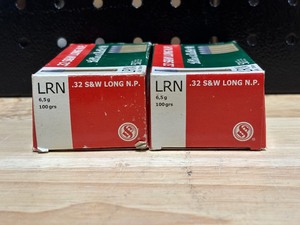 LRN
.32 S&W LONG N.P.
6,5g
100 grs
LRN
.32 S&W LONG N.P.
6,5g
100 grs